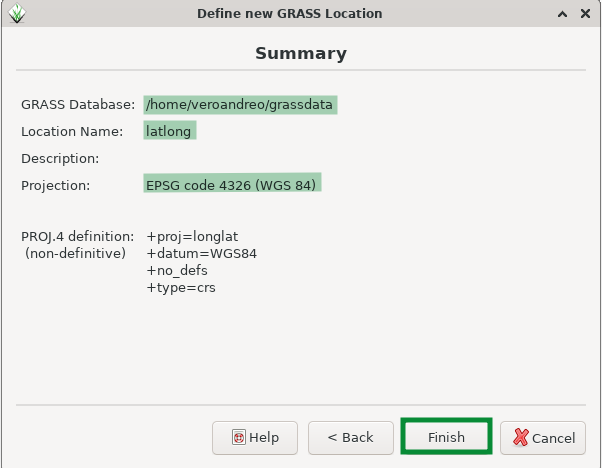 Define new GRASS Location
Summary
GRASS Database: /home/veroandreo/grassdata
Location Name: latlong
Description:
Projection: EPSG code 4326 (WGS 84)
PROJ.4 definition: +proj=longlat
(non-definitive) +datum=WGS84
+no_defs
+type=crs
Help < Back Finish Cancel